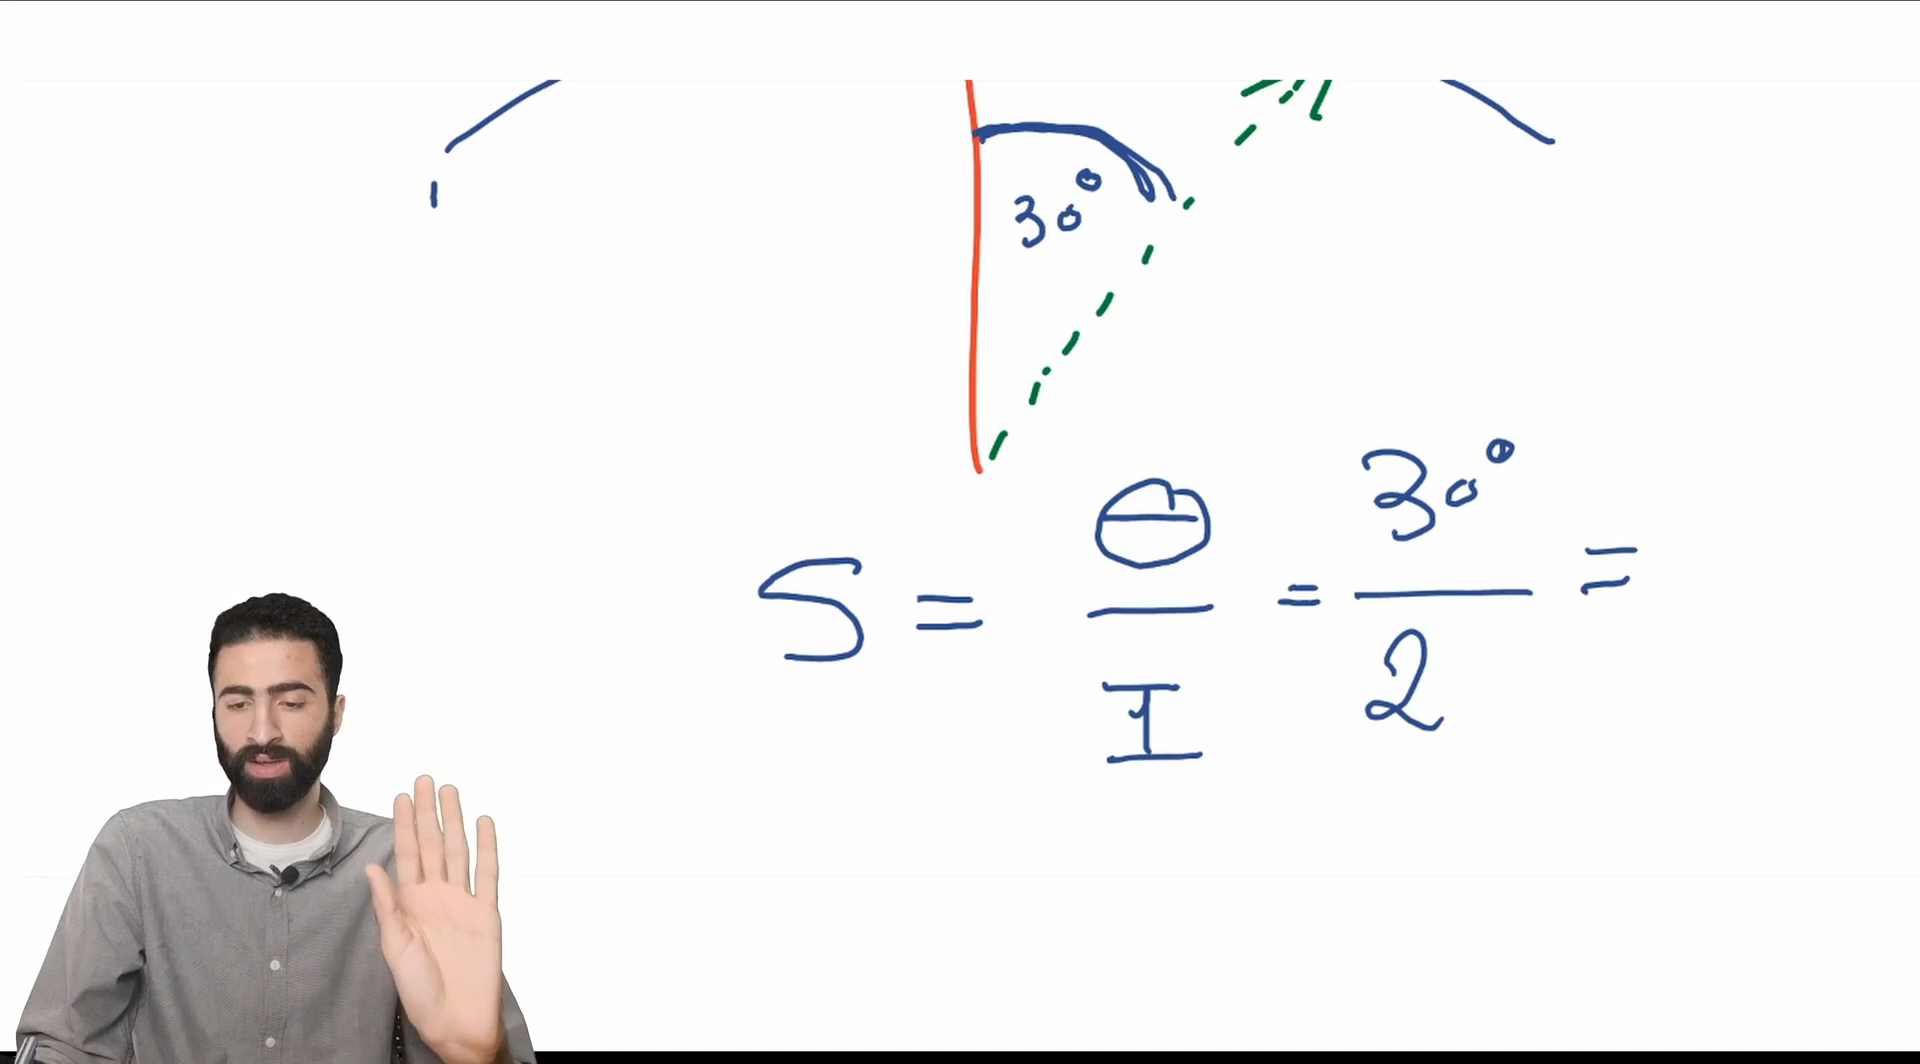 30°
S = θ / I = 30° / 2 =